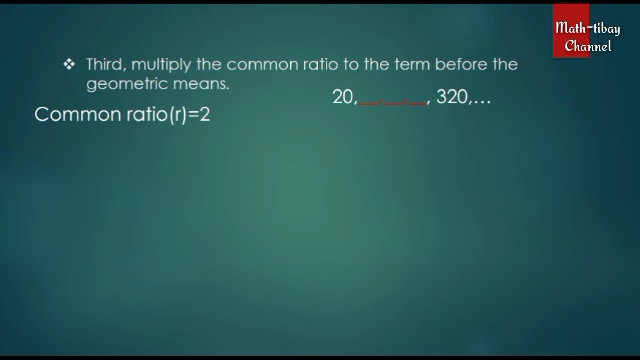 Math-tibay
Channel
❖ Third, multiply the common ratio to the term before the
geometric means.
20,___,___,___, 320,...
Common ratio(r)=2